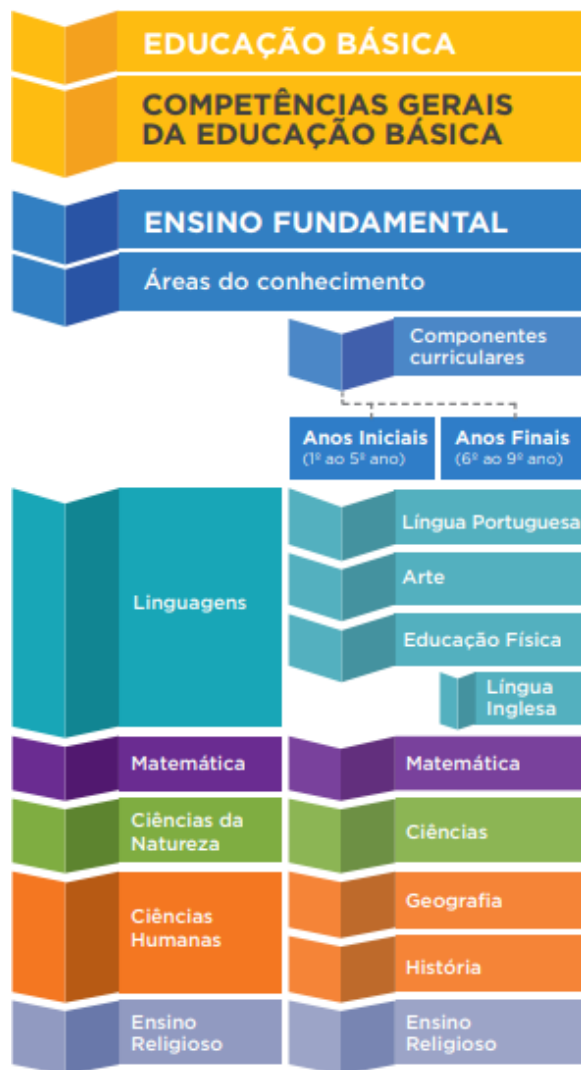 EDUCAÇÃO BÁSICA
COMPETÊNCIAS GERAIS
DA EDUCAÇÃO BÁSICA
ENSINO FUNDAMENTAL
Áreas do conhecimento
Componentes
curriculares
Anos Iniciais
(1º ao 5º ano)
Anos Finais
(6º ao 9º ano)
Linguagens
Língua Portuguesa
Arte
Educação Física
Língua
Inglesa
Matemática
Matemática
Ciências da
Natureza
Ciências
Ciências
Humanas
Geografia
História
Ensino
Religioso
Ensino
Religioso